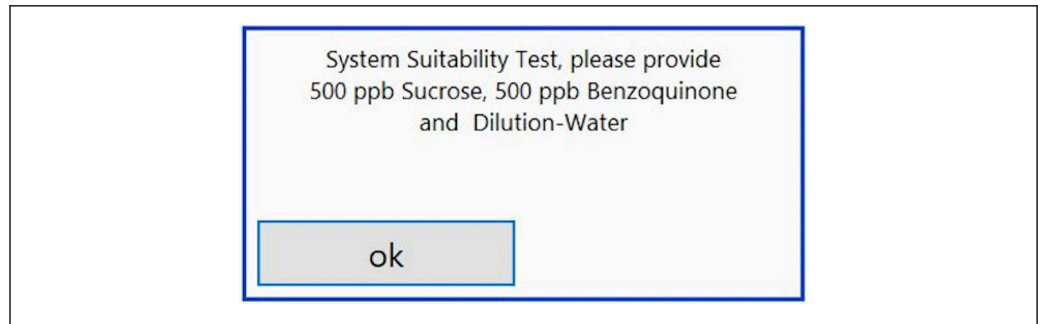 System Suitability Test, please provide
500 ppb Sucrose, 500 ppb Benzoquinone
and Dilution-Water
ok